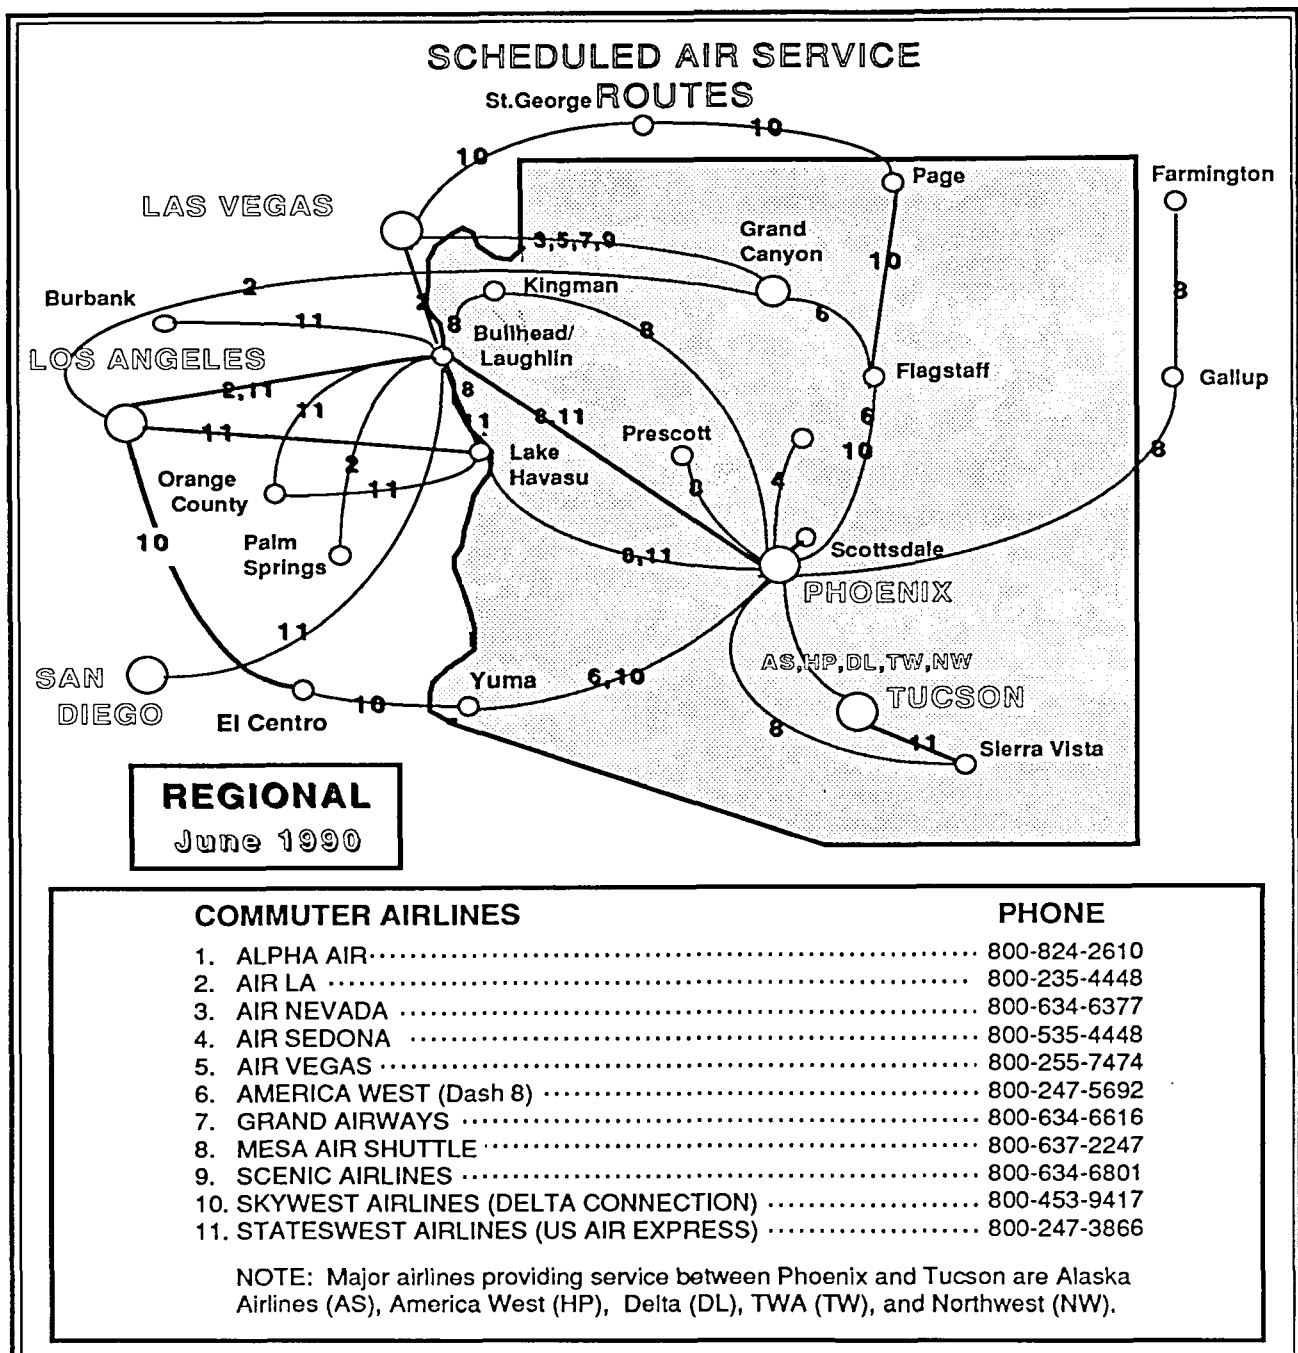 SCHEDULED AIR SERVICE
ROUTES
St.George
10
10
Page
Farmington
LAS VEGAS
3,5,7,9
Grand
Canyon
10
2
Kingman
8
Burbank
11
2
8
Bullhead/
Laughlin
8
6
LOS ANGELES
Flagstaff
Gallup
2,11
11
8
11
8,11
6
11
Prescott
10
8
Lake
Havasu
2
Orange
County
11
8
4
10
Palm
Springs
8,11
Scottsdale
PHOENIX
11
AS,HP,DL,TW,NW
SAN
DIEGO
Yuma
6,10
TUCSON
El Centro
10
8
11
Sierra Vista
REGIONAL
June 1990
COMMUTER AIRLINES PHONE
1. ALPHA AIR 800-824-2610
2. AIR LA 800-235-4448
3. AIR NEVADA 800-634-6377
4. AIR SEDONA 800-535-4448
5. AIR VEGAS 800-255-7474
6. AMERICA WEST (Dash 8) 800-247-5692
7. GRAND AIRWAYS 800-634-6616
8. MESA AIR SHUTTLE 800-637-2247
9. SCENIC AIRLINES 800-634-6801
10. SKYWEST AIRLINES (DELTA CONNECTION) 800-453-9417
11. STATESWEST AIRLINES (US AIR EXPRESS) 800-247-3866
NOTE: Major airlines providing service between Phoenix and Tucson are Alaska
Airlines (AS), America West (HP), Delta (DL), TWA (TW), and Northwest (NW).